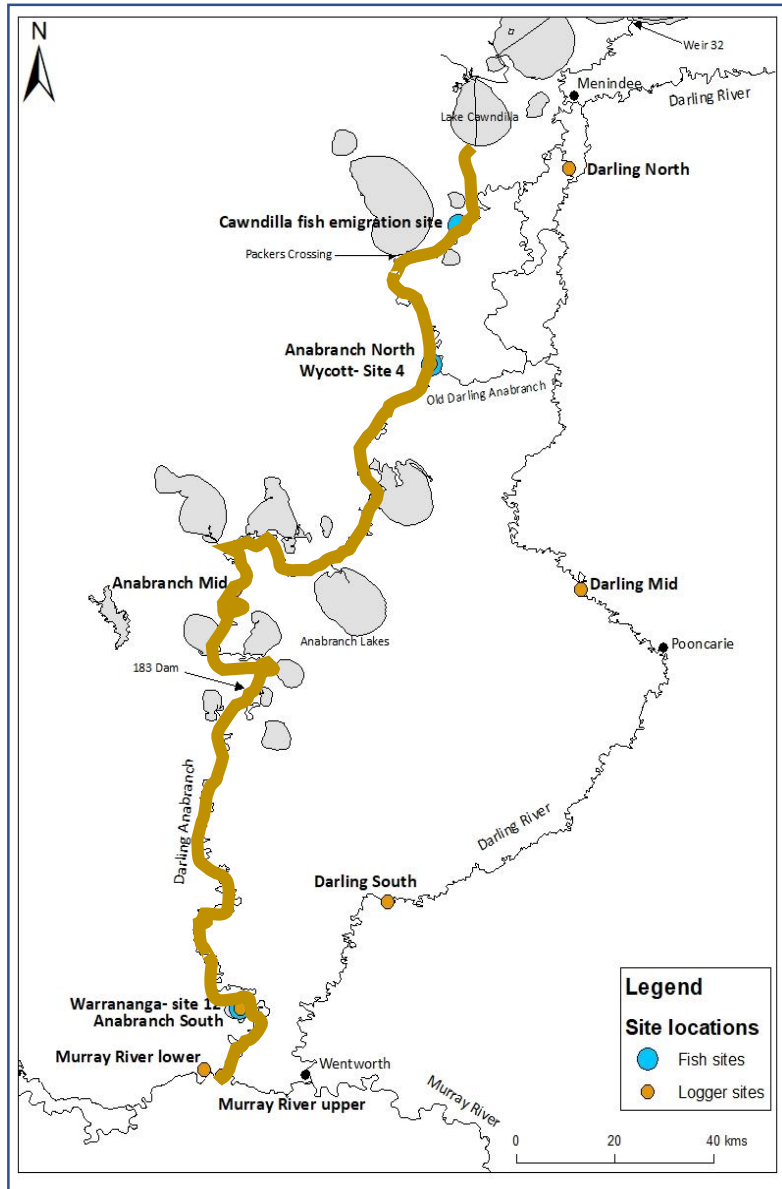 N
Weir 32
Menindee
Darling River
Lake Cawndilla
Darling North
Cawndilla fish emigration site
Packers Crossing
Anabranch North
Wycott- Site 4
Old Darling Anabranch
Anabranch Mid
Darling Mid
Anabranch Lakes
Pooncarie
183 Dam
Darling Anabranch
Darling River
Darling South
Warrananga- site 12
Anabranch South
Murray River lower
Wentworth
Murray River upper
Murray River
Legend
Site locations
Fish sites
Logger sites
0 20 40 kms